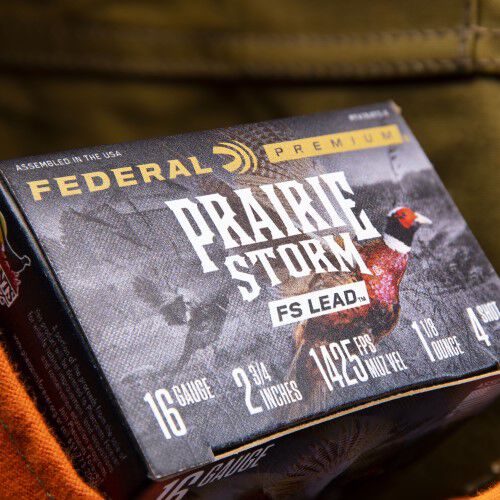 ASSEMBLED IN THE USA
FEDERAL PREMIUM
PRAIRIE
STORM
FS LEAD™
16 GAUGE
2 3/4 INCHES
1425 FPS MUZ VEL
1 1/8 OUNCE
4 SHOT
16 GAUGE